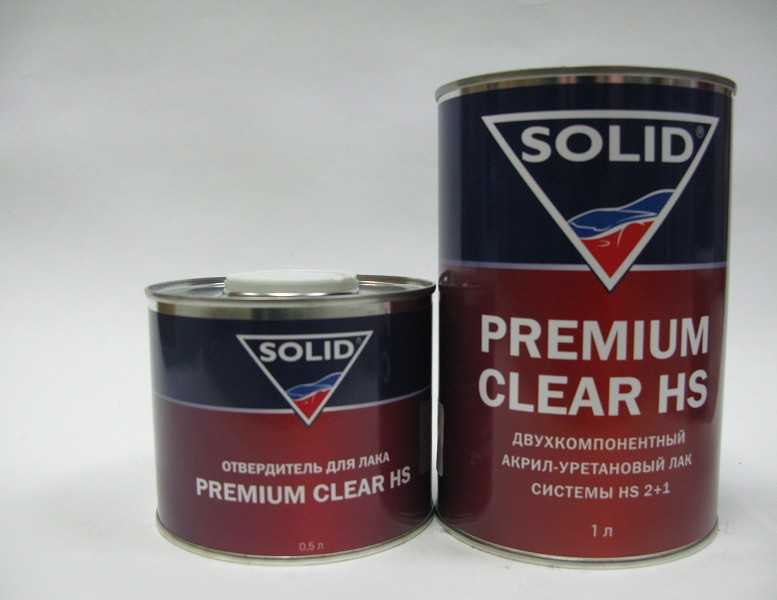 SOLID®
PREMIUM
CLEAR HS
ДВУХКОМПОНЕНТНЫЙ
АКРИЛ-УРЕТАНОВЫЙ ЛАК
СИСТЕМЫ HS 2+1
1 л
SOLID
ОТВЕРДИТЕЛЬ ДЛЯ ЛАКА
PREMIUM CLEAR HS
0,5 л